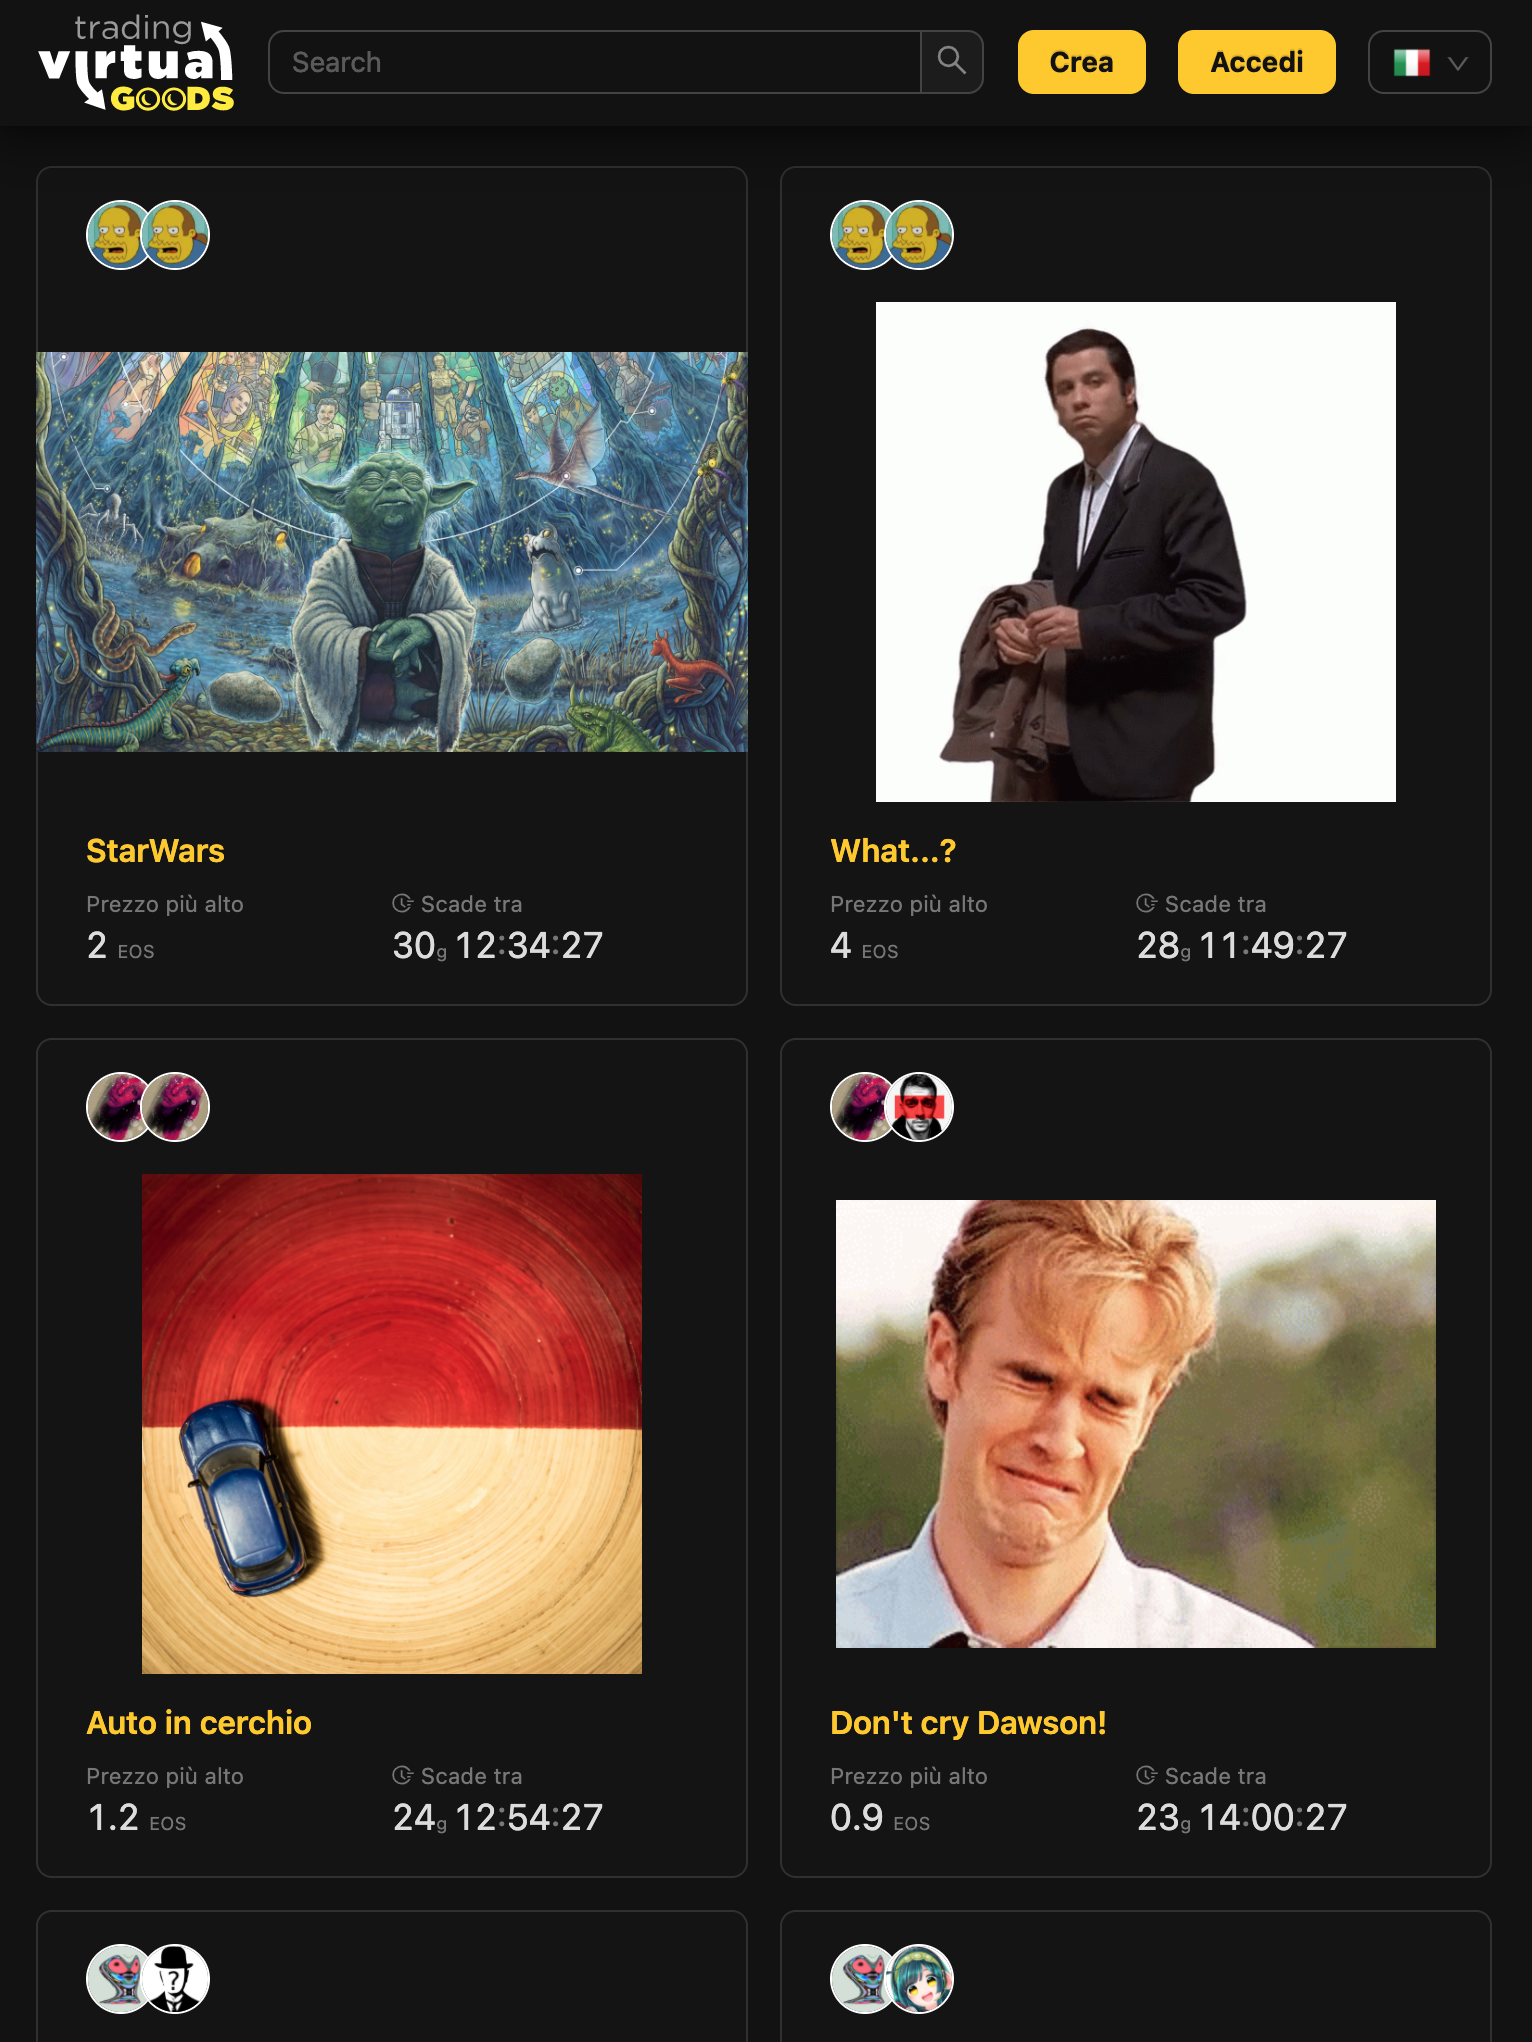 trading
virtual
GOODS
Search
Crea
Accedi
StarWars
Prezzo più alto
Scade tra
2 EOS
30g 12:34:27
What...?
Prezzo più alto
Scade tra
4 EOS
28g 11:49:27
Auto in cerchio
Prezzo più alto
Scade tra
1.2 EOS
24g 12:54:27
Don't cry Dawson!
Prezzo più alto
Scade tra
0.9 EOS
23g 14:00:27
?